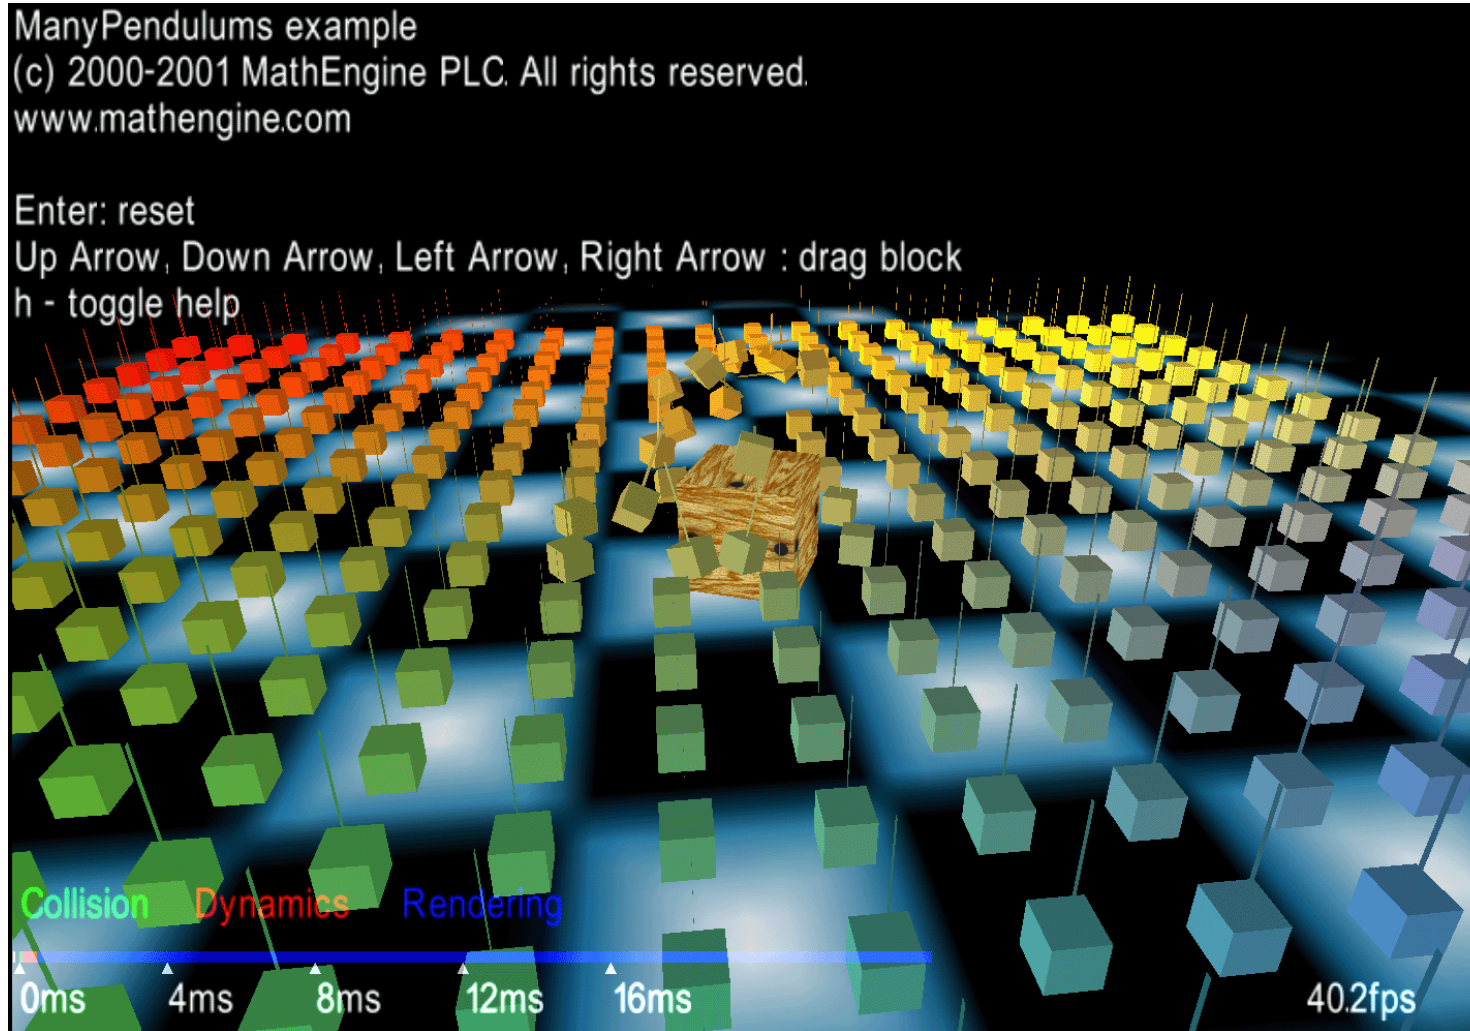 ManyPendulums example
(c) 2000-2001 MathEngine PLC. All rights reserved.
www.mathengine.com
Enter: reset
Up Arrow, Down Arrow, Left Arrow, Right Arrow : drag block
h - toggle help
Collision Dynamics Rendering
0ms 4ms 8ms 12ms 16ms 40.2fps